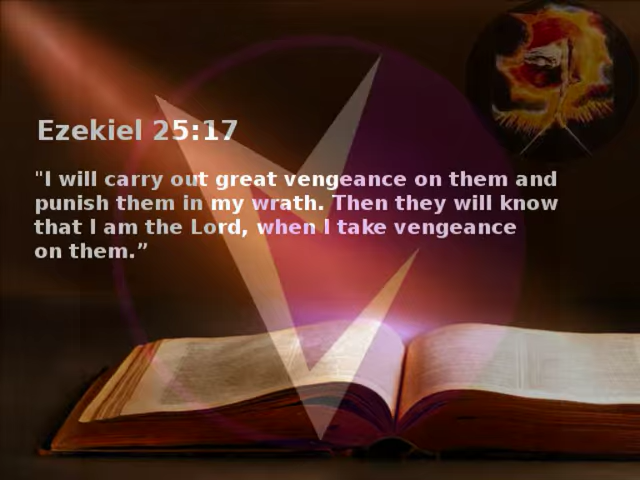 Ezekiel 25:17
"I will carry out great vengeance on them and
punish them in my wrath. Then they will know
that I am the Lord, when I take vengeance
on them.”